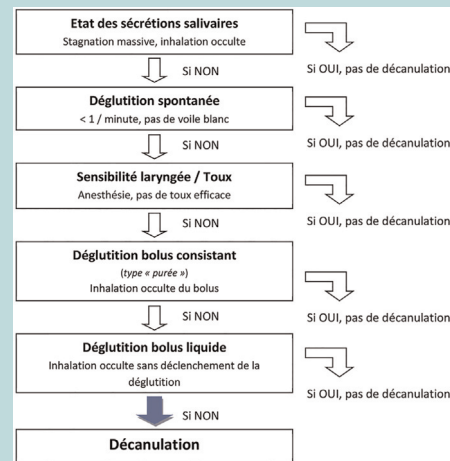 Etat des sécrétions salivaires
Stagnation massive, inhalation occulte
Si OUI, pas de décanulation
Si NON
Déglutition spontanée
< 1 / minute, pas de voile blanc
Si OUI, pas de décanulation
Si NON
Sensibilité laryngée / Toux
Anesthésie, pas de toux efficace
Si OUI, pas de décanulation
Si NON
Déglutition bolus consistant
(type « purée »)
Inhalation occulte du bolus
Si OUI, pas de décanulation
Si NON
Déglutition bolus liquide
Inhalation occulte sans déclenchement de la
déglutition
Si OUI, pas de décanulation
Si NON
Décanulation